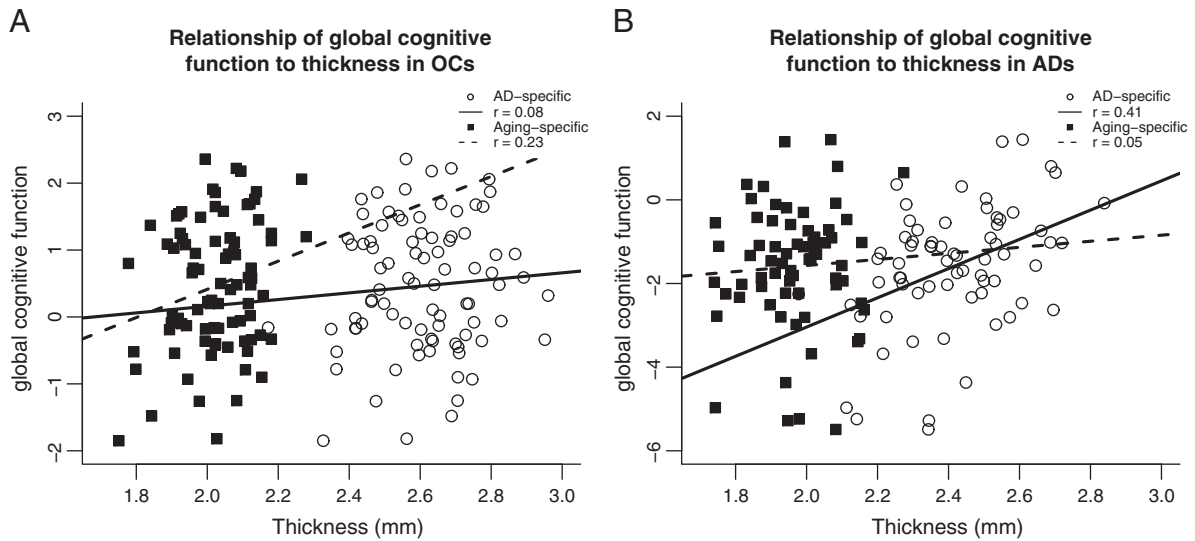 A
Relationship of global cognitive
function to thickness in OCs
AD–specific
r = 0.08
Aging–specific
r = 0.23
global cognitive function
3
2
1
0
–1
–2
1.8 2.0 2.2 2.4 2.6 2.8 3.0
Thickness (mm)
B
Relationship of global cognitive
function to thickness in ADs
AD–specific
r = 0.41
Aging–specific
r = 0.05
global cognitive function
2
0
–2
–4
–6
1.8 2.0 2.2 2.4 2.6 2.8 3.0
Thickness (mm)